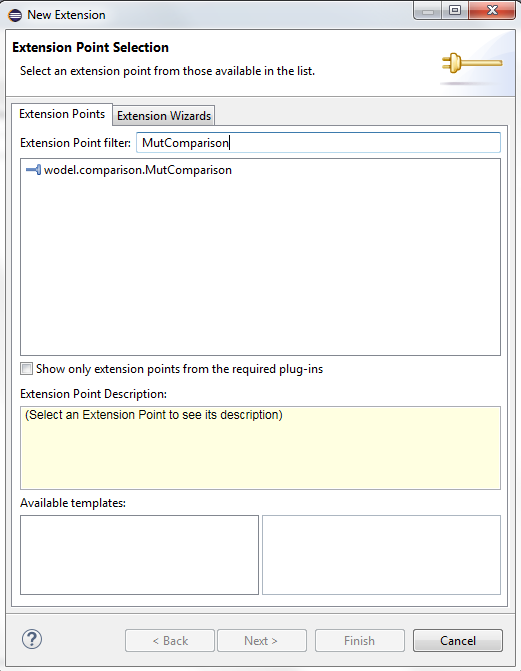 New Extension
Extension Point Selection
Select an extension point from those available in the list.
Extension Points
Extension Wizards
Extension Point filter:
MutComparison
wodel.comparison.MutComparison
Show only extension points from the required plug-ins
Extension Point Description:
(Select an Extension Point to see its description)
Available templates:
?
< Back
Next >
Finish
Cancel